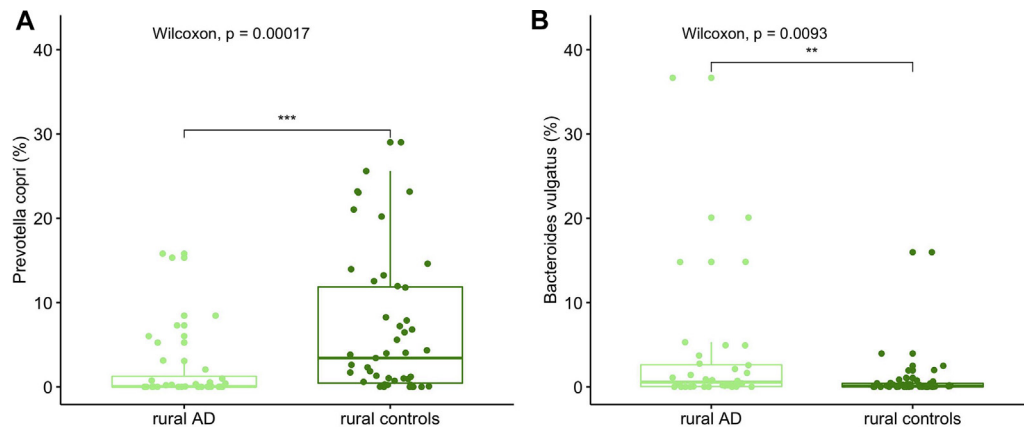 A
Wilcoxon, p = 0.00017
***
Prevotella copri (%)
40
30
20
10
0
rural AD
rural controls
B
Wilcoxon, p = 0.0093
**
Bacteroides vulgatus (%)
40
30
20
10
0
rural AD
rural controls